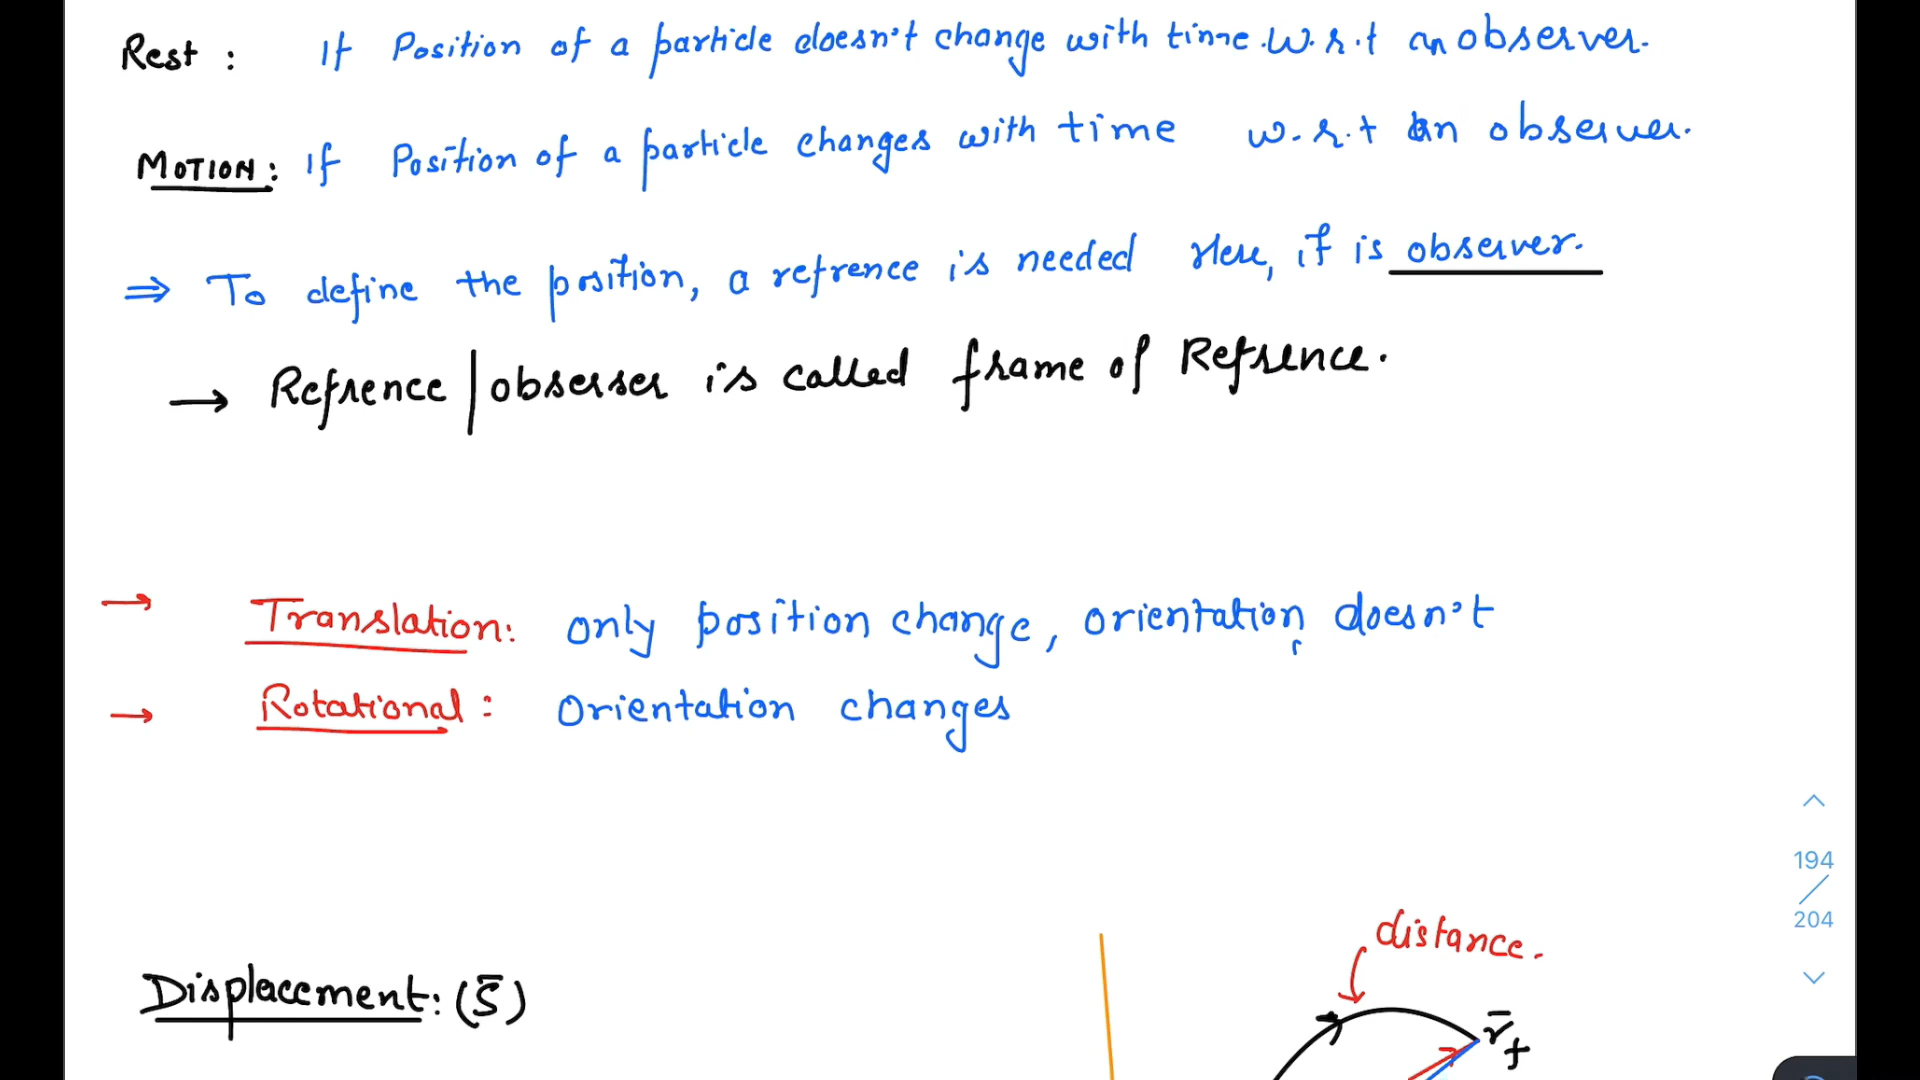 Rest : If Position of a particle doesn't change with time. W.r.t an observer.
MOTION: If Position of a particle changes with time w.r.t an observer.
⇒ To define the position, a refrence is needed Here, it is observer.
→ Refrence | observer is called frame of Refrence.
→ Translation: only position change, orientation doesn't
→ Rotational: Orientation changes
194
/
204
distance.
Displacement: (S̄)
r̄f